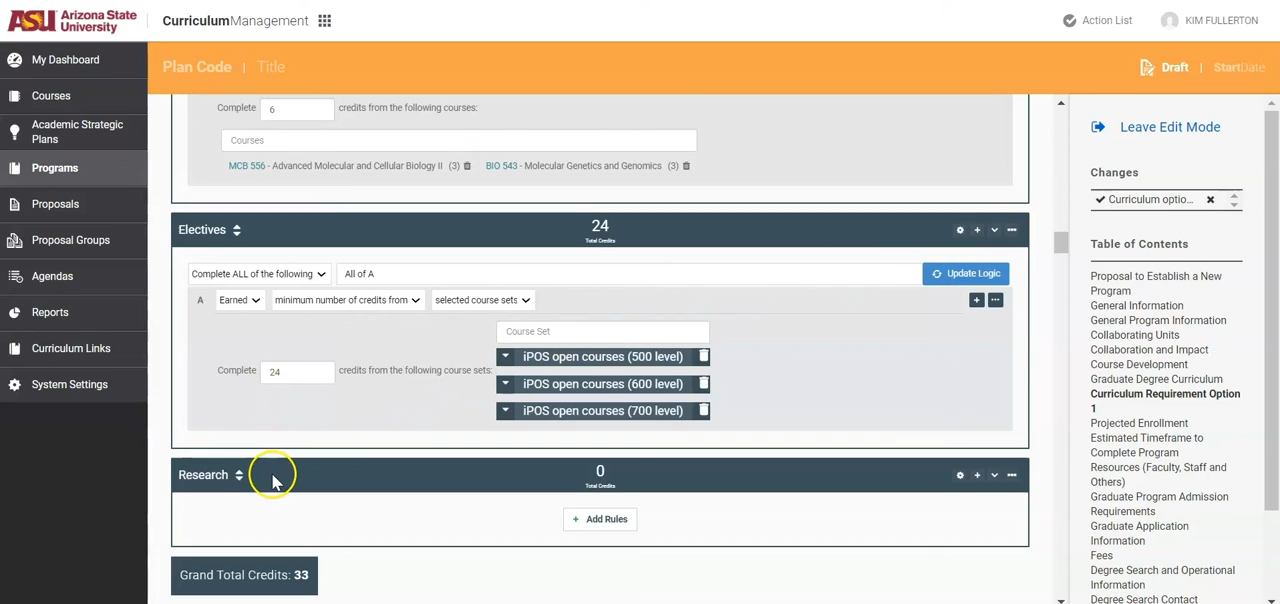 ASU Arizona State University
CurriculumManagement
Action List
KIM FULLERTON
My Dashboard
Courses
Academic Strategic
Plans
Programs
Proposals
Proposal Groups
Agendas
Reports
Curriculum Links
System Settings
Plan Code | Title
Draft | StartDate
Complete 6 credits from the following courses:
Courses
MCB 556 - Advanced Molecular and Cellular Biology II (3) BIO 543 - Molecular Genetics and Genomics (3)
Electives
24
Total Credits
Complete ALL of the following All of A Update Logic
A Earned minimum number of credits from selected course sets
Course Set
iPOS open courses (500 level)
Complete 24 credits from the following course sets:
iPOS open courses (600 level)
iPOS open courses (700 level)
Research
0
Total Credits
+ Add Rules
Grand Total Credits: 33
Leave Edit Mode
Changes
Curriculum optio...
Table of Contents
Proposal to Establish a New
Program
General Information
General Program Information
Collaborating Units
Collaboration and Impact
Course Development
Graduate Degree Curriculum
Curriculum Requirement Option
1
Projected Enrollment
Estimated Timeframe to
Complete Program
Resources (Faculty, Staff and
Others)
Graduate Program Admission
Requirements
Graduate Application
Information
Fees
Degree Search and Operational
Information
Degree Search Contact